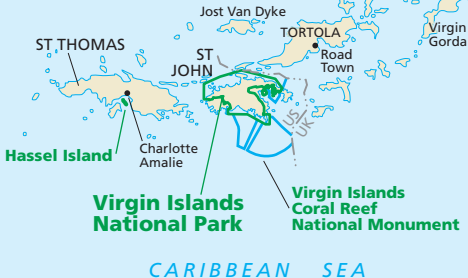 Jost Van Dyke
TORTOLA
Virgin
Gorda
ST THOMAS
ST
JOHN
Road
Town
US
UK
Hassel Island
Charlotte
Amalie
Virgin Islands
National Park
Virgin Islands
Coral Reef
National Monument
CARIBBEAN SEA